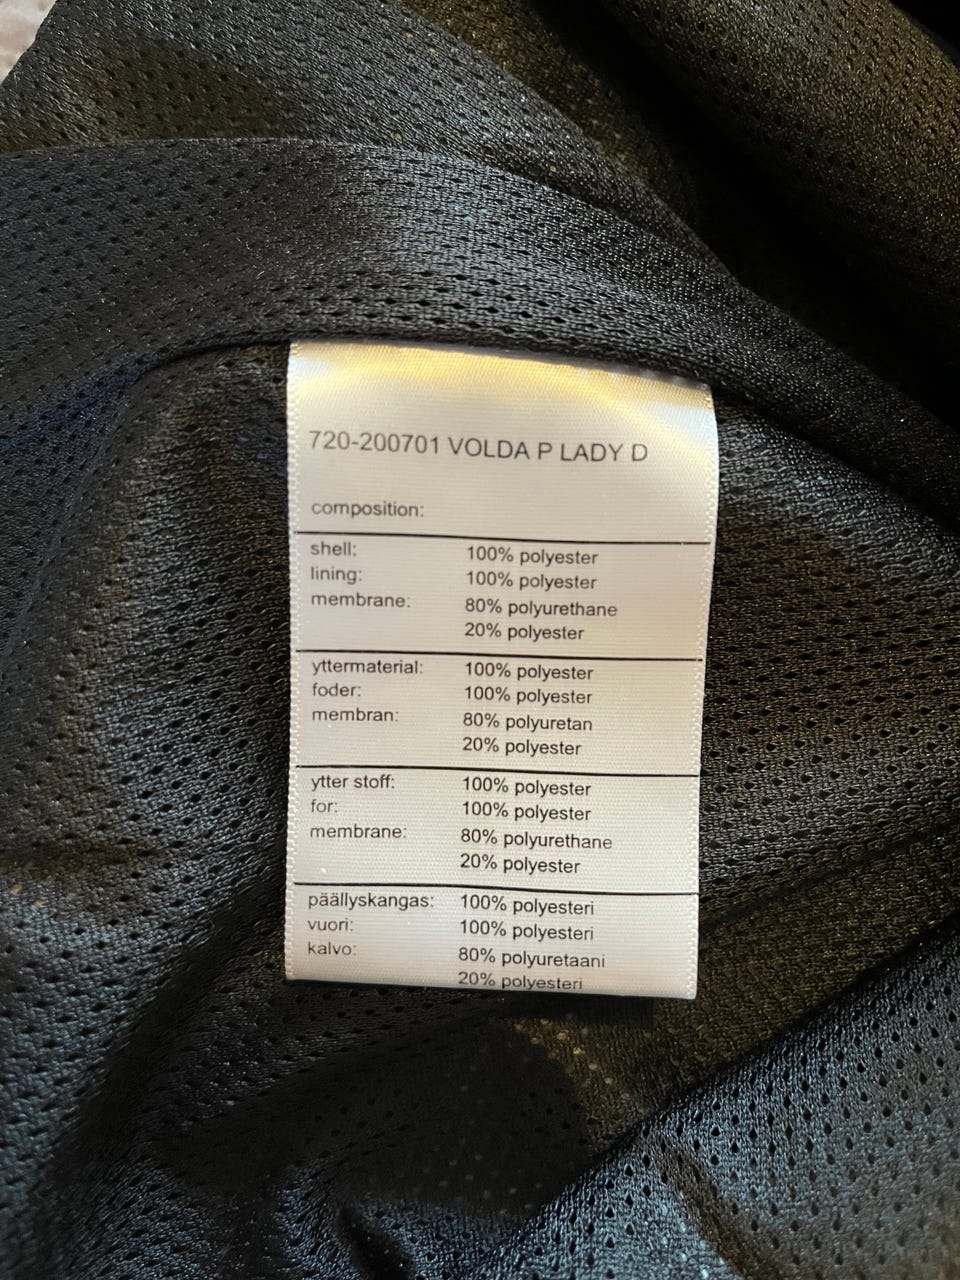 720-200701 VOLDA P LADY D
composition:
shell: 100% polyester
lining: 100% polyester
membrane: 80% polyurethane
20% polyester
yttermaterial: 100% polyester
foder: 100% polyester
membran: 80% polyuretan
20% polyester
ytter stoff: 100% polyester
for: 100% polyester
membrane: 80% polyurethane
20% polyester
päällyskangas: 100% polyesteri
vuori: 100% polyesteri
kalvo: 80% polyuretaani
20% polyesteri